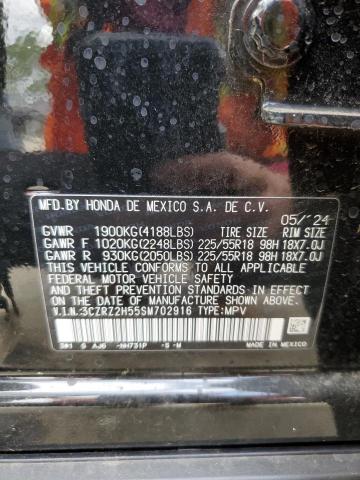 MFD.BY HONDA DE MEXICO S.A. DE C.V.
05/'24
GVWR 1900KG(4188LBS) TIRE SIZE RIM SIZE
GAWR F 1020KG(2248LBS) 225/55R18 98H 18X7.0J
GAWR R 930KG(2050LBS) 225/55R18 98H 18X7.0J
THIS VEHICLE CONFORMS TO ALL APPLICABLE
FEDERAL MOTOR VEHICLE SAFETY AND THEFT
PREVENTION STANDARDS IN EFFECT ON THE DATE
OF MANUFACTURE SHOWN ABOVE.
V.I.N.:3CZRZ2H55SM702916 TYPE:MPV
NH731P -S -M
MADE IN MEXICO